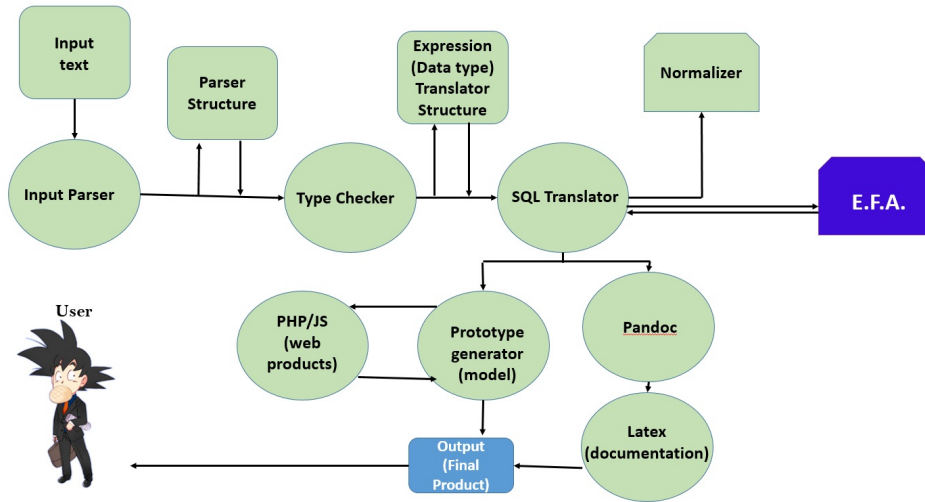 Input
text
Parser
Structure
Expression
(Data type)
Translator
Structure
Normalizer
Input Parser
Type Checker
SQL Translator
E.F.A.
User
PHP/JS
(web
products)
Prototype
generator
(model)
Pandoc
Latex
(documentation)
Output
(Final
Product)